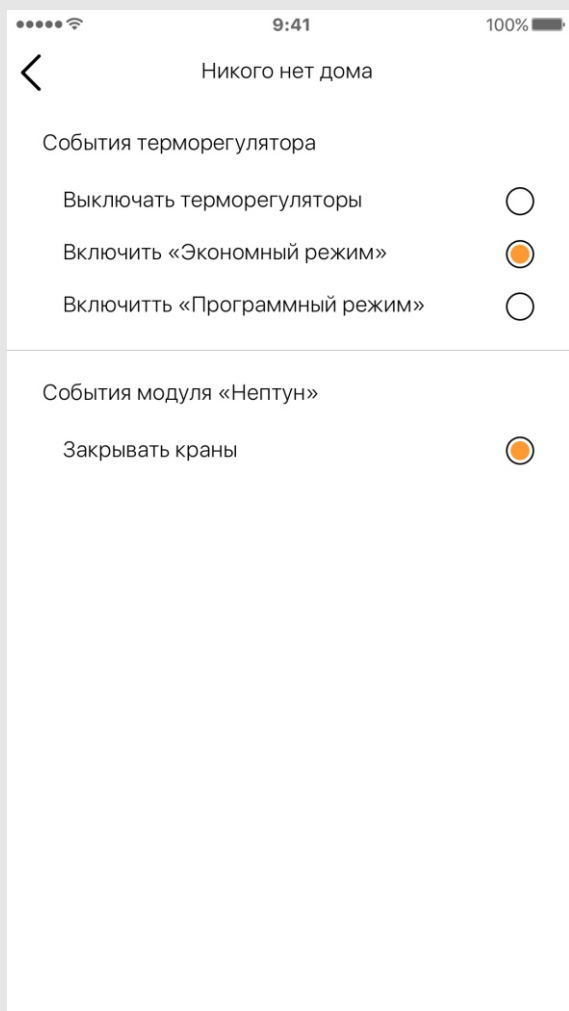 9:41
100%
Никого нет дома
События терморегулятора
Выключать терморегуляторы
Включить «Экономный режим»
Включитть «Программный режим»
События модуля «Нептун»
Закрывать краны